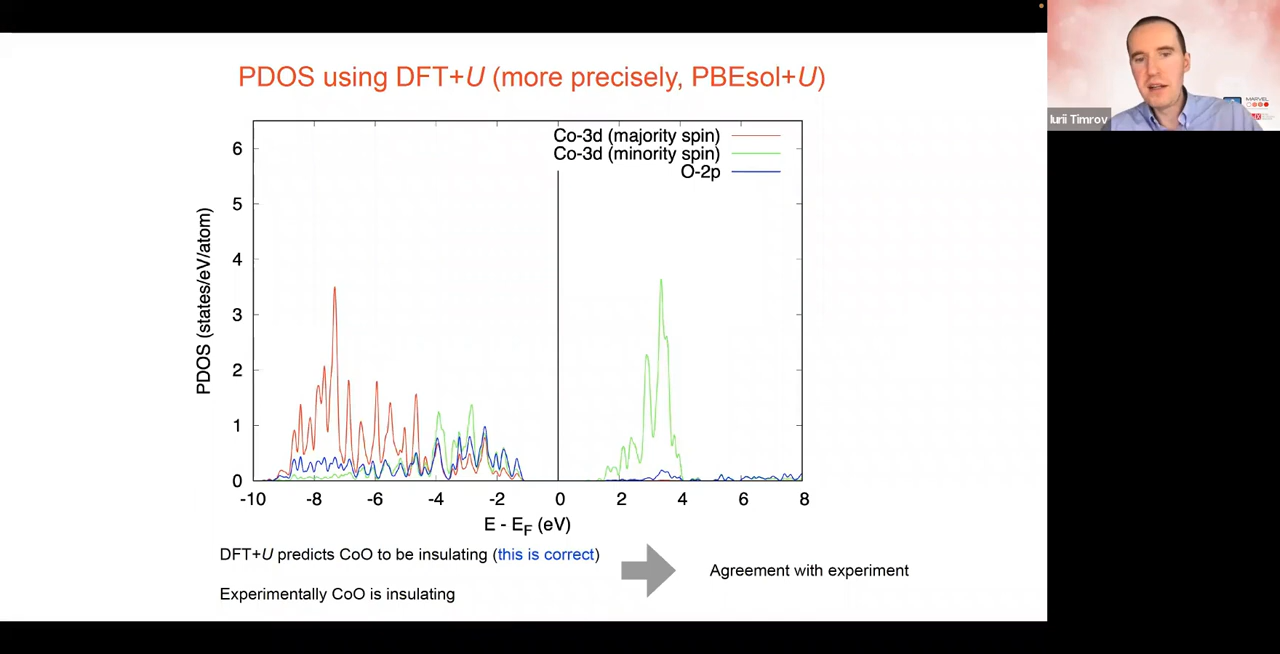 PDOS using DFT+U (more precisely, PBEsol+U)
Co-3d (majority spin)
Co-3d (minority spin)
O-2p
PDOS (states/eV/atom)
6
5
4
3
2
1
0
-10 -8 -6 -4 -2 0 2 4 6 8
E - EF (eV)
DFT+U predicts CoO to be insulating (this is correct)
Agreement with experiment
Experimentally CoO is insulating
MARVEL
Iurii Timrov